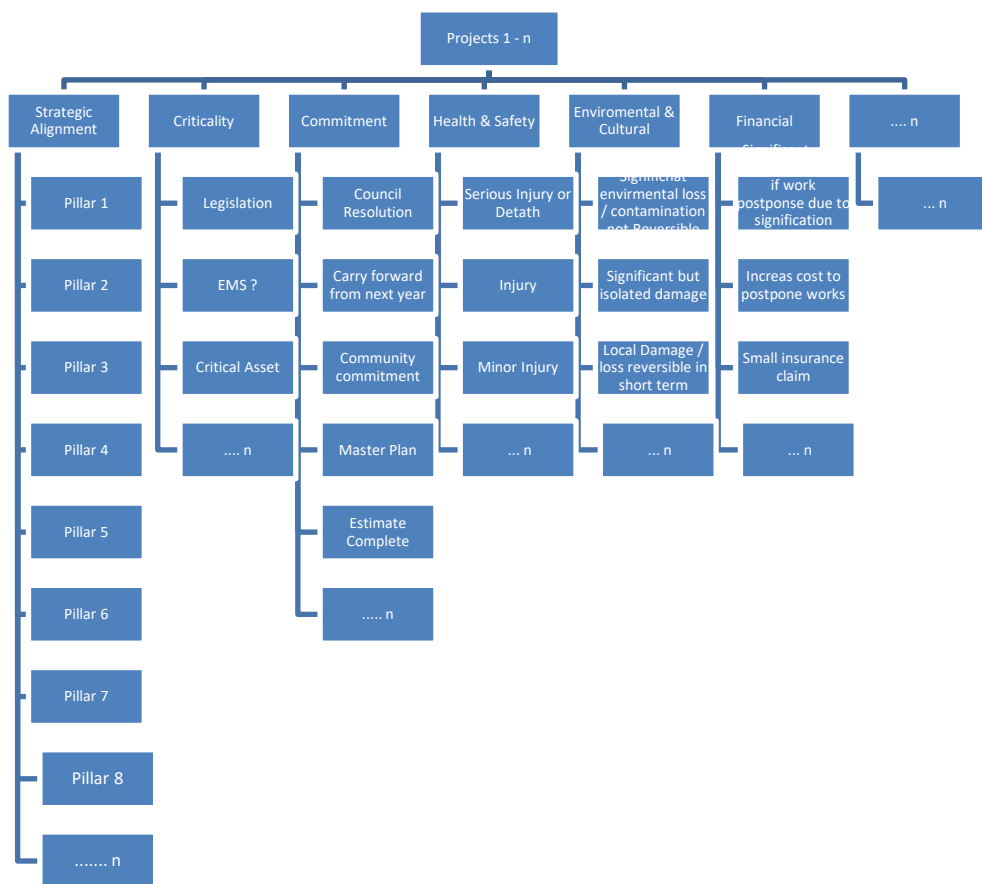 Projects 1 - n
Strategic
Alignment
Criticality
Commitment
Health & Safety
Enviromental &
Cultural
Financial
.... n
Pillar 1
Pillar 2
Pillar 3
Pillar 4
Pillar 5
Pillar 6
Pillar 7
Pillar 8
....... n
Legislation
EMS ?
Critical Asset
.... n
Council
Resolution
Carry forward
from next year
Community
commitment
Master Plan
Estimate
Complete
..... n
Serious Injury or
Detath
Injury
Minor Injury
... n
envirmental loss
/ contamination
not Reversible
Significant but
isolated damage
Local Damage /
loss reversible in
short term
... n
if work
postponse due to
signification
Increas cost to
postpone works
Small insurance
claim
... n
... n